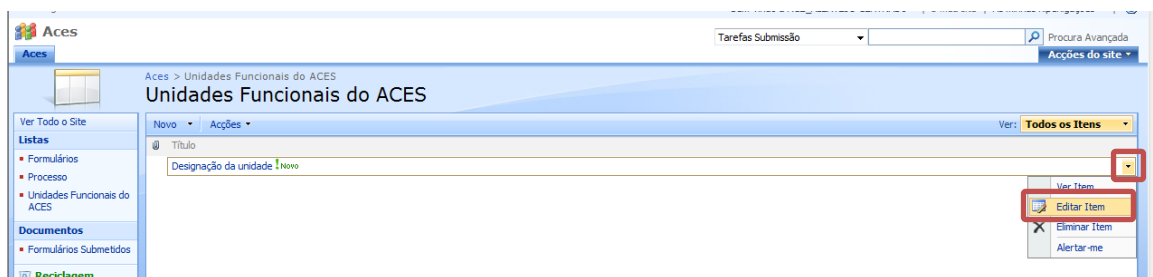 Aces
Tarefas Submissão
Procura Avançada
Aces
Acções do site
Aces > Unidades Funcionais do ACES
Unidades Funcionais do ACES
Ver Todo o Site
Novo Acções
Ver: Todos os Itens
Listas
Título
Formulários
Designação da unidade ! NOVO
Processo
Ver Item
Unidades Funcionais do
ACES
Editar Item
Documentos
Eliminar Item
Formulários Submetidos
Alertar-me
Reciclagem